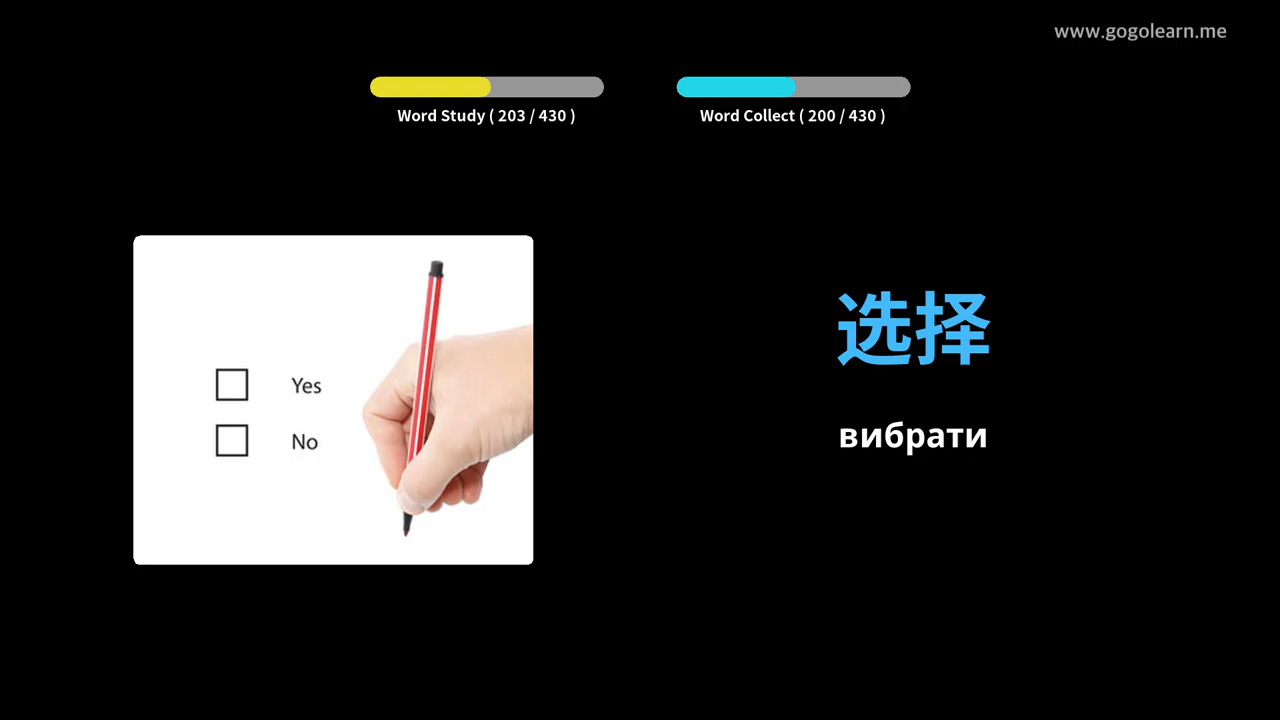 www.gogolearn.me
Word Study ( 203 / 430 )
Word Collect ( 200 / 430 )
Yes
No
选择
вибрати